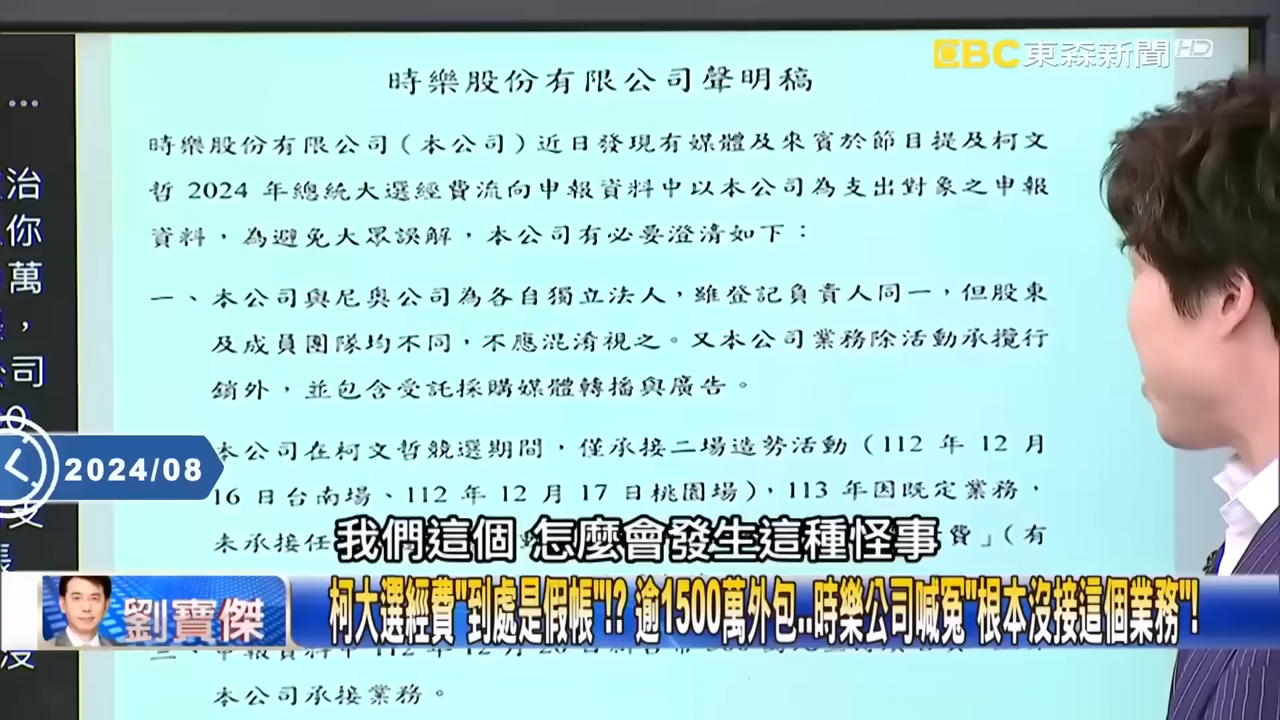 EBC東森新聞HD
時樂股份有限公司聲明稿
時樂股份有限公司（本公司）近日發現有媒體及來賓於節目提及柯文
哲 2024 年總統大選經費流向申報資料中以本公司為支出對象之申報
資料，為避免大眾誤解，本公司有必要澄清如下：
一、本公司與尼奧公司為各自獨立法人，雖登記負責人同一，但股東
及成員團隊均不同，不應混淆視之。又本公司業務除活動承攬行
銷外，並包含受託採購媒體轉播與廣告。
本公司在柯文哲競選期間，僅承接二場造勢活動（112 年 12 月
16 日台南場、112 年 12 月 17 日桃園場），113 年因既定業務，
未承接任
費」（有
本公司承接業務。
…
治
你
萬
，
司
2024/08
我們這個 怎麼會發生這種怪事
劉寶傑
柯大選經費"到處是假帳"!? 逾1500萬外包..時樂公司喊冤"根本沒接這個業務"!